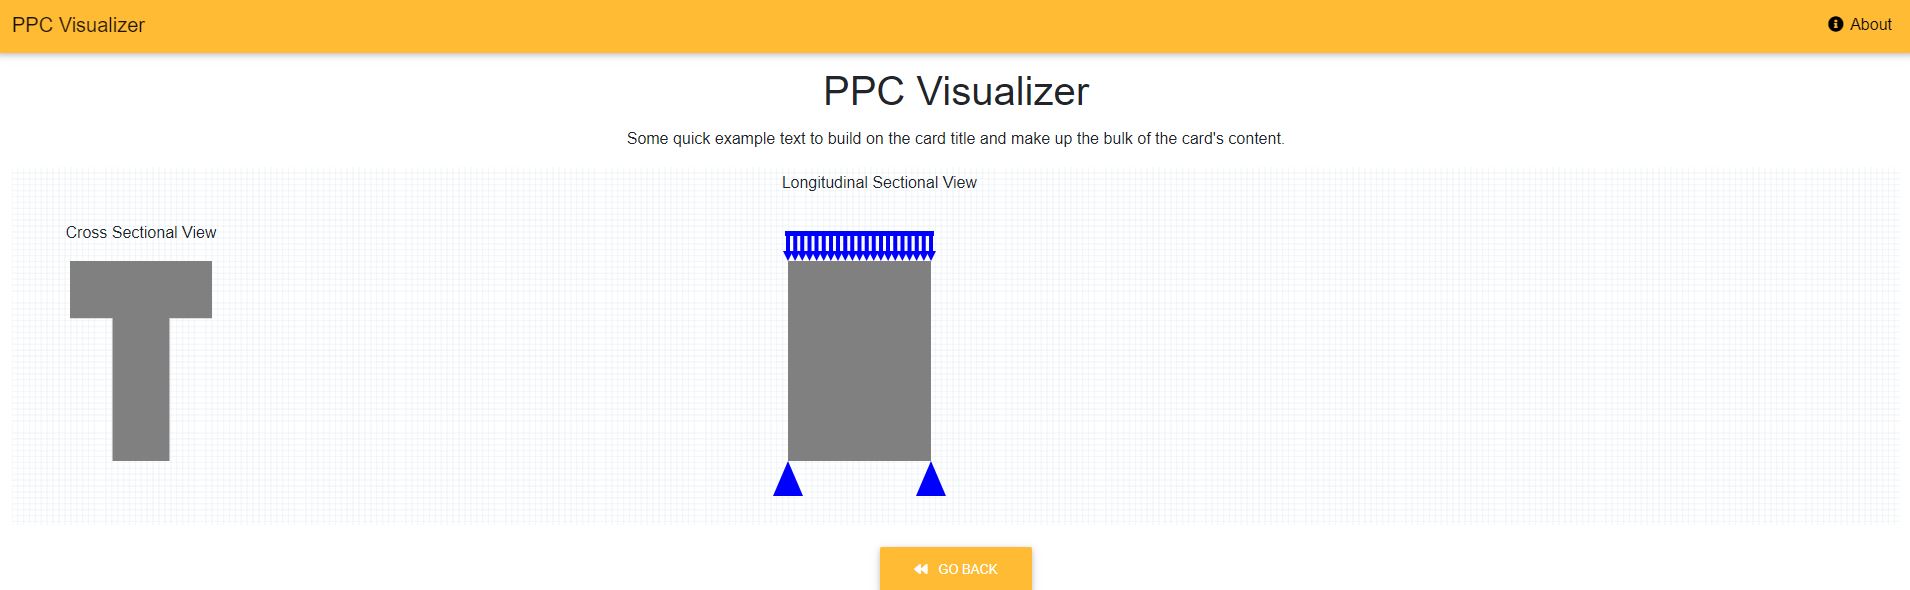 PPC Visualizer
About
PPC Visualizer
Some quick example text to build on the card title and make up the bulk of the card's content.
Longitudinal Sectional View
Cross Sectional View
GO BACK